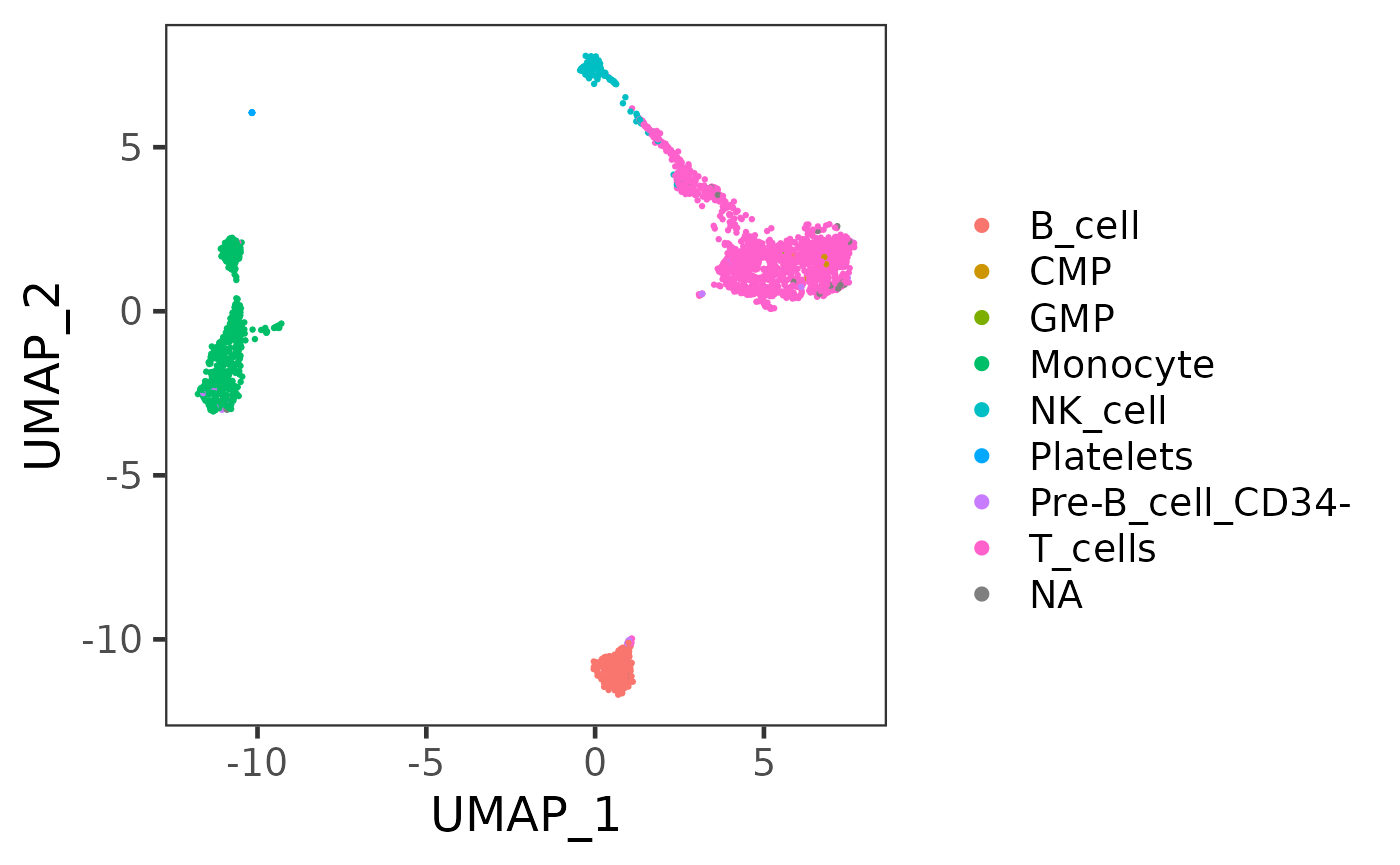 5
0
-5
-10
UMAP_2
-10
-5
0
5
UMAP_1
B_cell
CMP
GMP
Monocyte
NK_cell
Platelets
Pre-B_cell_CD34-
T_cells
NA